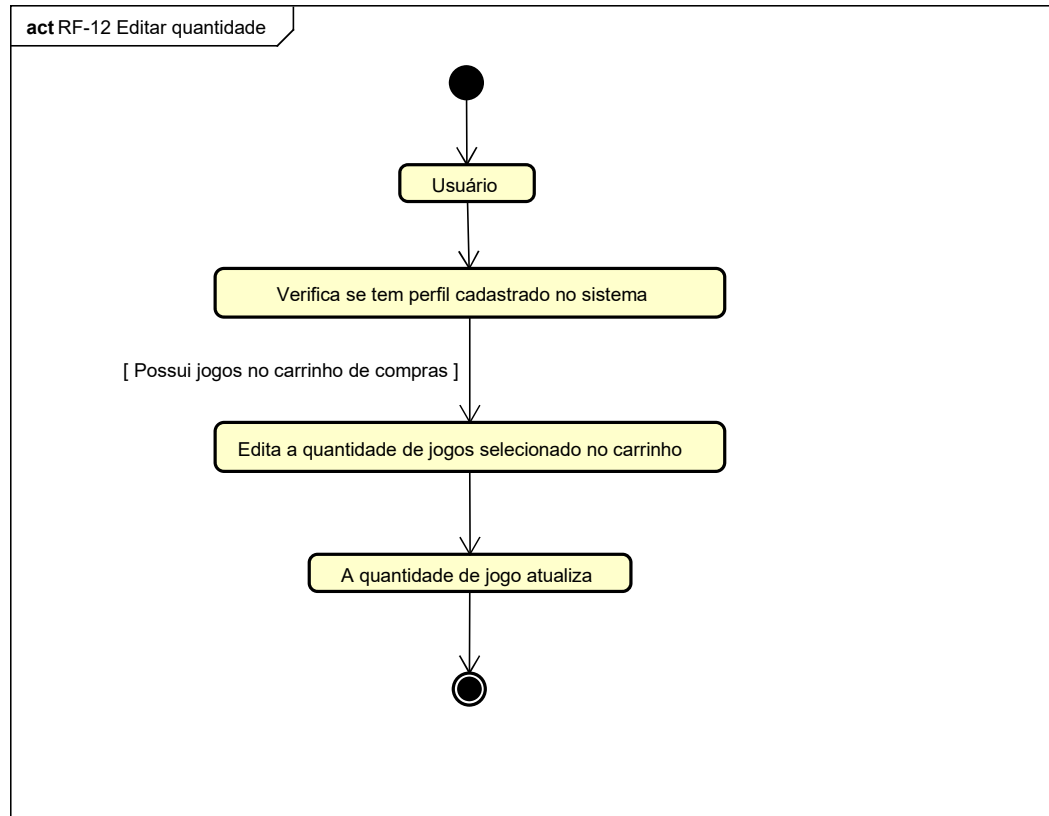 act RF-12 Editar quantidade
Usuário
Verifica se tem perfil cadastrado no sistema
[ Possui jogos no carrinho de compras ]
Edita a quantidade de jogos selecionado no carrinho
A quantidade de jogo atualiza